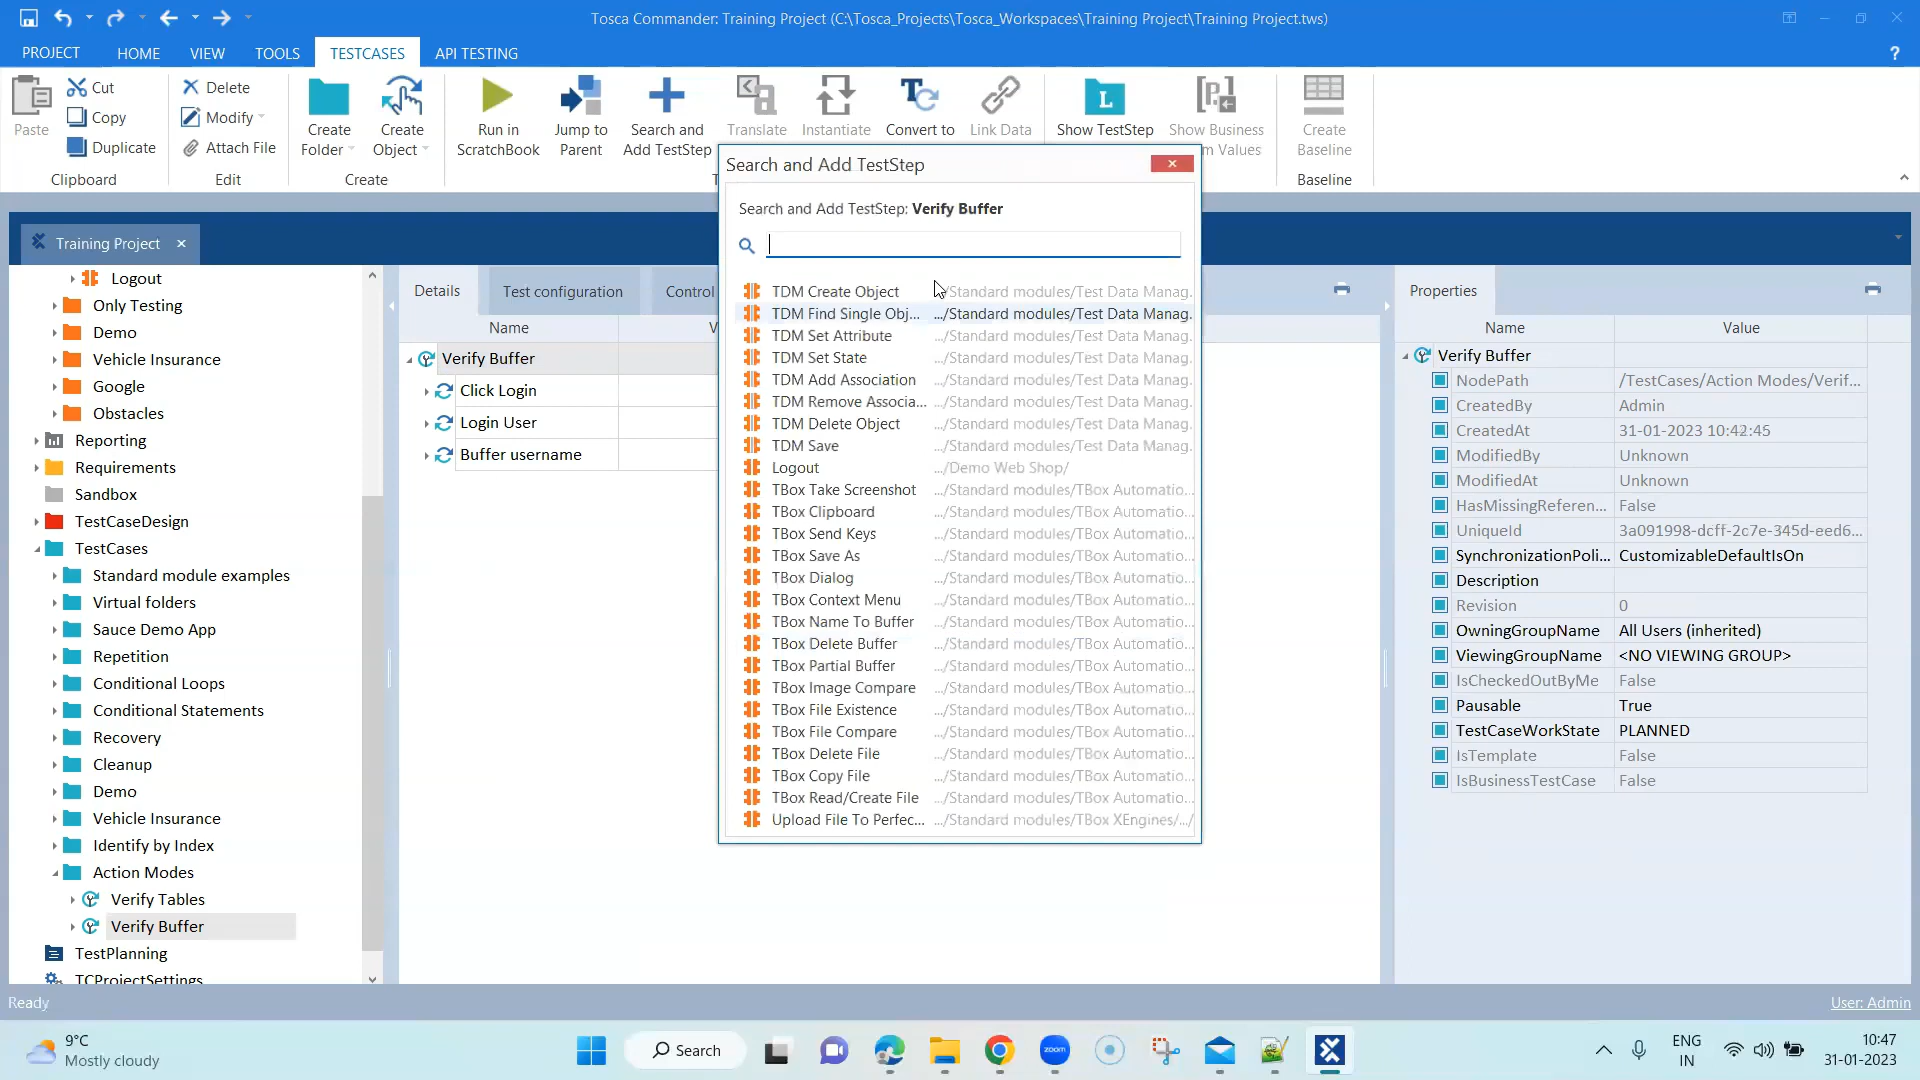 Tosca Commander: Training Project (C:\Tosca_Projects\Tosca_Workspaces\Training Project\Training Project.tws)
PROJECT HOME VIEW TOOLS TESTCASES API TESTING
?
Paste
Cut
Copy
Duplicate
Clipboard
Delete
Modify
Attach File
Edit
Create Folder
Create Object
Create
Run in ScratchBook
Jump to Parent
Search and Add TestStep
Translate
Instantiate
Convert to
Link Data
Show TestStep
Show Business
m Values
Create Baseline
Baseline
Training Project
Logout
Only Testing
Demo
Vehicle Insurance
Google
Obstacles
Reporting
Requirements
Sandbox
TestCaseDesign
TestCases
Standard module examples
Virtual folders
Sauce Demo App
Repetition
Conditional Loops
Conditional Statements
Recovery
Cleanup
Demo
Vehicle Insurance
Identify by Index
Action Modes
Verify Tables
Verify Buffer
TestPlanning
TCProjectSettings
Details Test configuration Control
Name
Verify Buffer
Click Login
Login User
Buffer username
Search and Add TestStep
Search and Add TestStep: Verify Buffer
TDM Create Object .../Standard modules/Test Data Manag.
TDM Find Single Obj... .../Standard modules/Test Data Manag.
TDM Set Attribute .../Standard modules/Test Data Manag.
TDM Set State .../Standard modules/Test Data Manag.
TDM Add Association .../Standard modules/Test Data Manag.
TDM Remove Associa... .../Standard modules/Test Data Manag.
TDM Delete Object .../Standard modules/Test Data Manag.
TDM Save .../Standard modules/Test Data Manag.
Logout .../Demo Web Shop/
TBox Take Screenshot .../Standard modules/TBox Automatio...
TBox Clipboard .../Standard modules/TBox Automatio...
TBox Send Keys .../Standard modules/TBox Automatio...
TBox Save As .../Standard modules/TBox Automatio...
TBox Dialog .../Standard modules/TBox Automatio...
TBox Context Menu .../Standard modules/TBox Automatio...
TBox Name To Buffer .../Standard modules/TBox Automatio...
TBox Delete Buffer .../Standard modules/TBox Automatio...
TBox Partial Buffer .../Standard modules/TBox Automatio...
TBox Image Compare .../Standard modules/TBox Automatio...
TBox File Existence .../Standard modules/TBox Automatio...
TBox File Compare .../Standard modules/TBox Automatio...
TBox Delete File .../Standard modules/TBox Automatio...
TBox Copy File .../Standard modules/TBox Automatio...
TBox Read/Create File .../Standard modules/TBox Automatio...
Upload File To Perfec... .../Standard modules/TBox XEngines/.../
Properties
Name Value
Verify Buffer
NodePath /TestCases/Action Modes/Verif...
CreatedBy Admin
CreatedAt 31-01-2023 10:42:45
ModifiedBy Unknown
ModifiedAt Unknown
HasMissingReferen... False
UniqueId 3a091998-dcff-2c7e-345d-eed6...
SynchronizationPoli... CustomizableDefaultIsOn
Description
Revision 0
OwningGroupName All Users (inherited)
ViewingGroupName <NO VIEWING GROUP>
IsCheckedOutByMe False
Pausable True
TestCaseWorkState PLANNED
IsTemplate False
IsBusinessTestCase False
Ready
User: Admin
9°C
Mostly cloudy
Search
zoom
ENG
IN
10:47
31-01-2023